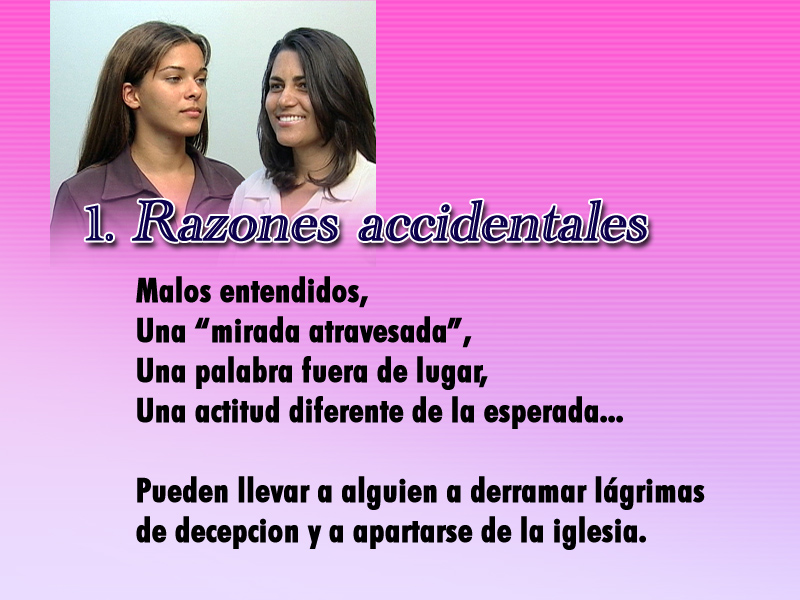 1. Razones accidentales
Malos entendidos,
Una “mirada atravesada”,
Una palabra fuera de lugar,
Una actitud diferente de la esperada...
Pueden llevar a alguien a derramar lágrimas
de decepcion y a apartarse de la iglesia.